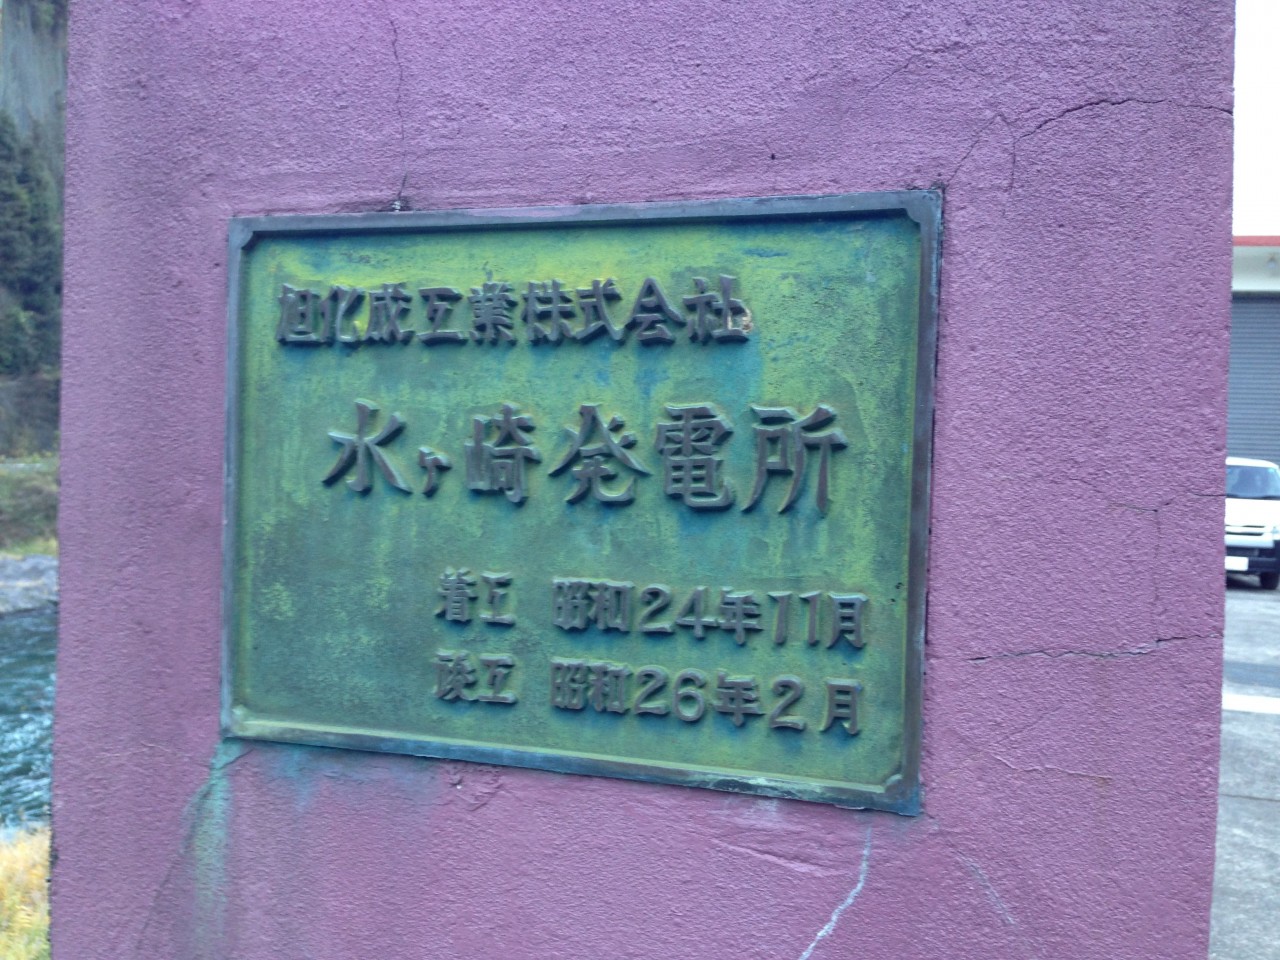 旭化成工業株式会社
水ヶ崎発電所
着工 昭和24年11月
竣工 昭和26年2月